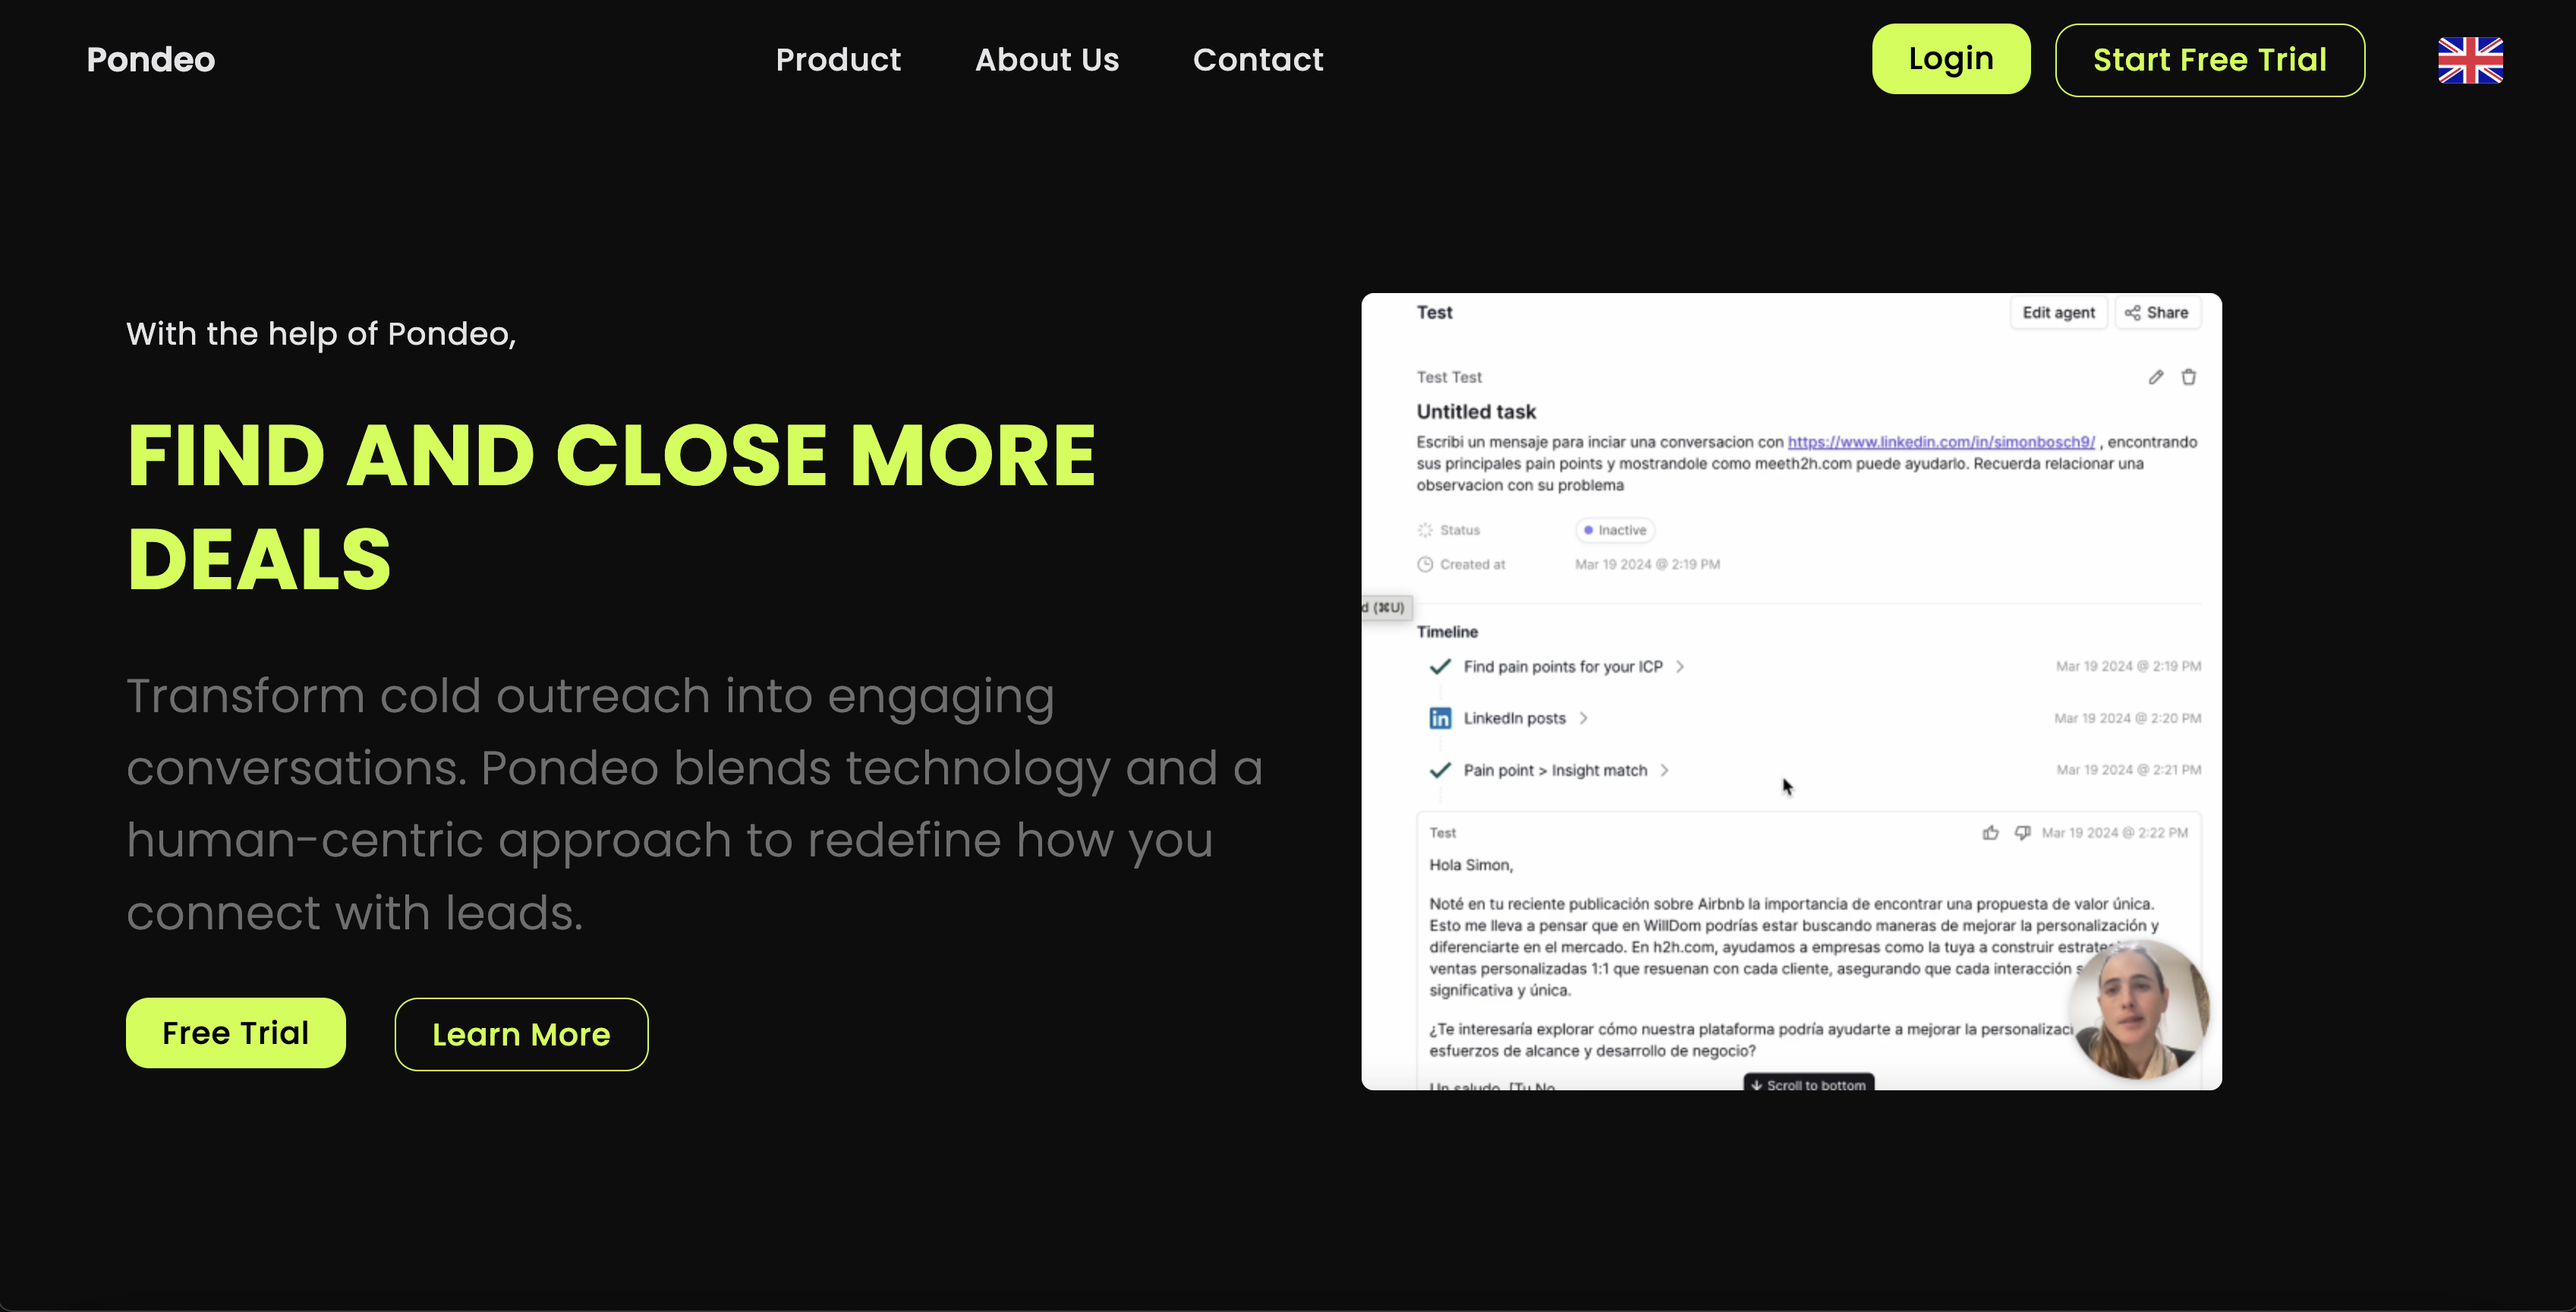 Pondeo
Product
About Us
Contact
Login
Start Free Trial
With the help of Pondeo,
FIND AND CLOSE MORE
DEALS
Transform cold outreach into engaging
conversations. Pondeo blends technology and a
human-centric approach to redefine how you
connect with leads.
Free Trial
Learn More
Test
Edit agent
Share
Test Test
Untitled task
Escribi un mensaje para inciar una conversacion con https://www.linkedin.com/in/simonbosch9/ , encontrando
sus principales pain points y mostrandole como meeth2h.com puede ayudarlo. Recuerda relacionar una
observacion con su problema
Status
Inactive
Created at
Mar 19 2024 @ 2:19 PM
d (⌘U)
Timeline
Find pain points for your ICP
Mar 19 2024 @ 2:19 PM
in LinkedIn posts
Mar 19 2024 @ 2:20 PM
Pain point > Insight match
Mar 19 2024 @ 2:21 PM
Test
Mar 19 2024 @ 2:22 PM
Hola Simon,
Noté en tu reciente publicación sobre Airbnb la importancia de encontrar una propuesta de valor única.
Esto me lleva a pensar que en WillDom podrías estar buscando maneras de mejorar la personalización y
diferenciarte en el mercado. En h2h.com, ayudamos a empresas como la tuya a construir
ventas personalizadas 1:1 que resuenan con cada cliente, asegurando que cada interacción
significativa y única.
¿Te interesaría explorar cómo nuestra plataforma podría ayudarte a mejorar la
esfuerzos de alcance y desarrollo de negocio?
Un saludo, [Tu No
Scroll to bottom